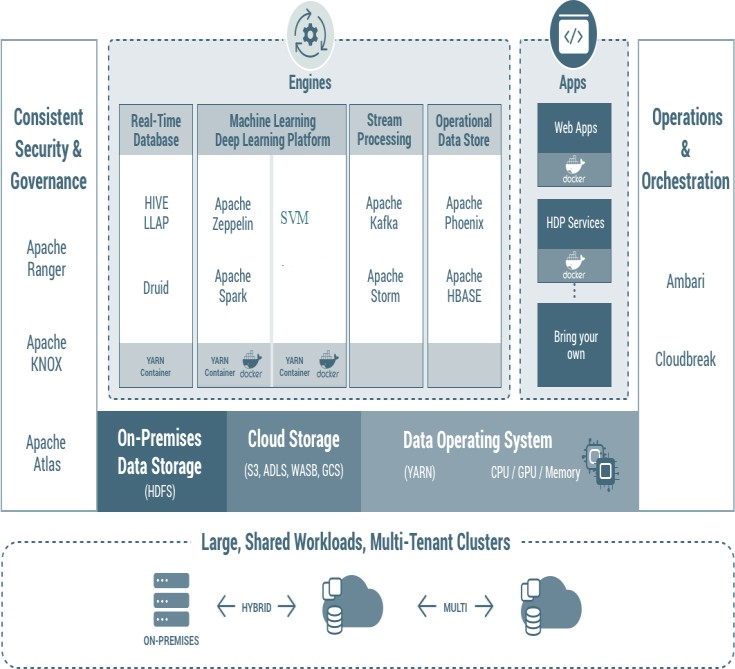 Consistent
Security &
Governance
Apache
Ranger
Apache
KNOX
Apache
Atlas
Engines
Real-Time
Database
HIVE
LLAP
Druid
YARN
Container
Machine Learning
Deep Learning Platform
Apache
Zeppelin
Apache
Spark
YARN
Container
docker
SVM
YARN
Container
docker
Stream
Processing
Apache
Kafka
Apache
Storm
Operational
Data Store
Apache
Phoenix
Apache
HBASE
</>
Apps
Web Apps
docker
HDP Services
docker
Bring your
own
Operations
&
Orchestration
Ambari
Cloudbreak
On-Premises
Data Storage
(HDFS)
Cloud Storage
(S3, ADLS, WASB, GCS)
Data Operating System
(YARN) CPU / GPU / Memory
Large, Shared Workloads, Multi-Tenant Clusters
HYBRID
MULTI
ON-PREMISES